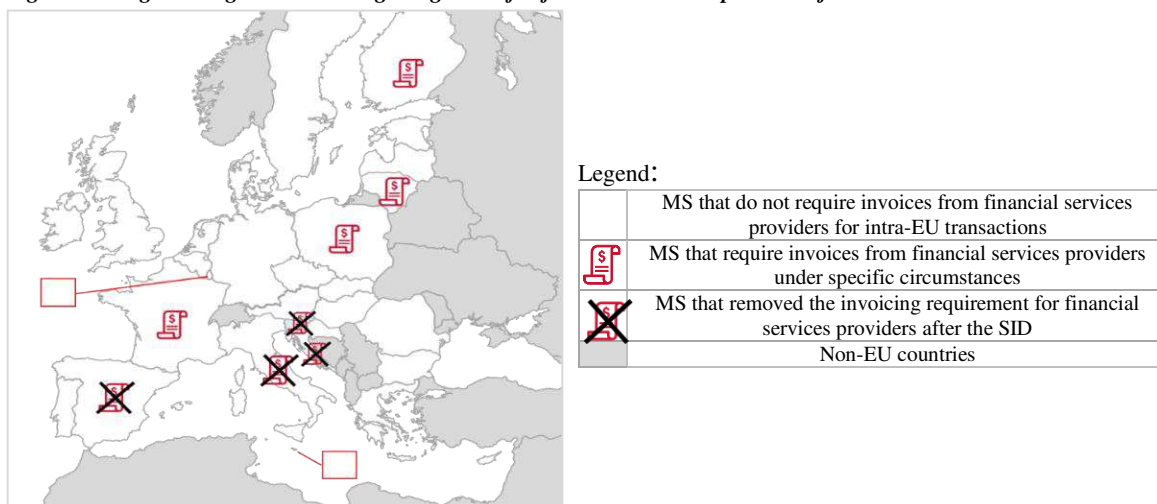 Legend:
MS that do not require invoices from financial services
providers for intra-EU transactions
MS that require invoices from financial services providers
under specific circumstances
MS that removed the invoicing requirement for financial
services providers after the SID
Non-EU countries